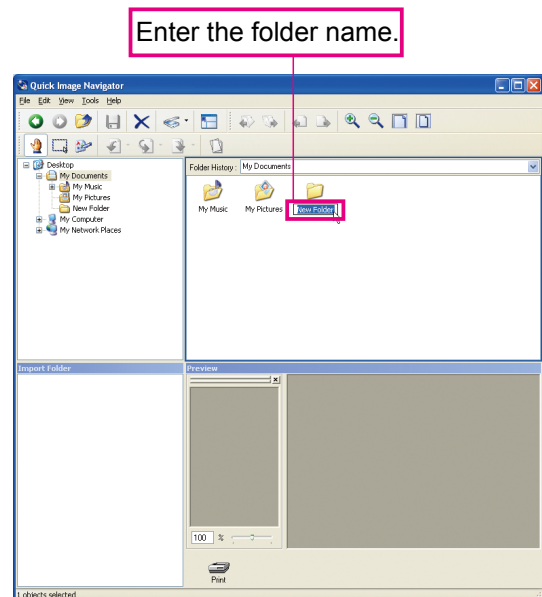 Enter the folder name.
Quick Image Navigator
File Edit View Tools Help
Desktop
My Documents
My Music
My Pictures
New Folder
My Computer
My Network Places
Folder History : My Documents
My Music My Pictures New Folder
Import Folder
Preview
100 %
Print
1 objects selected